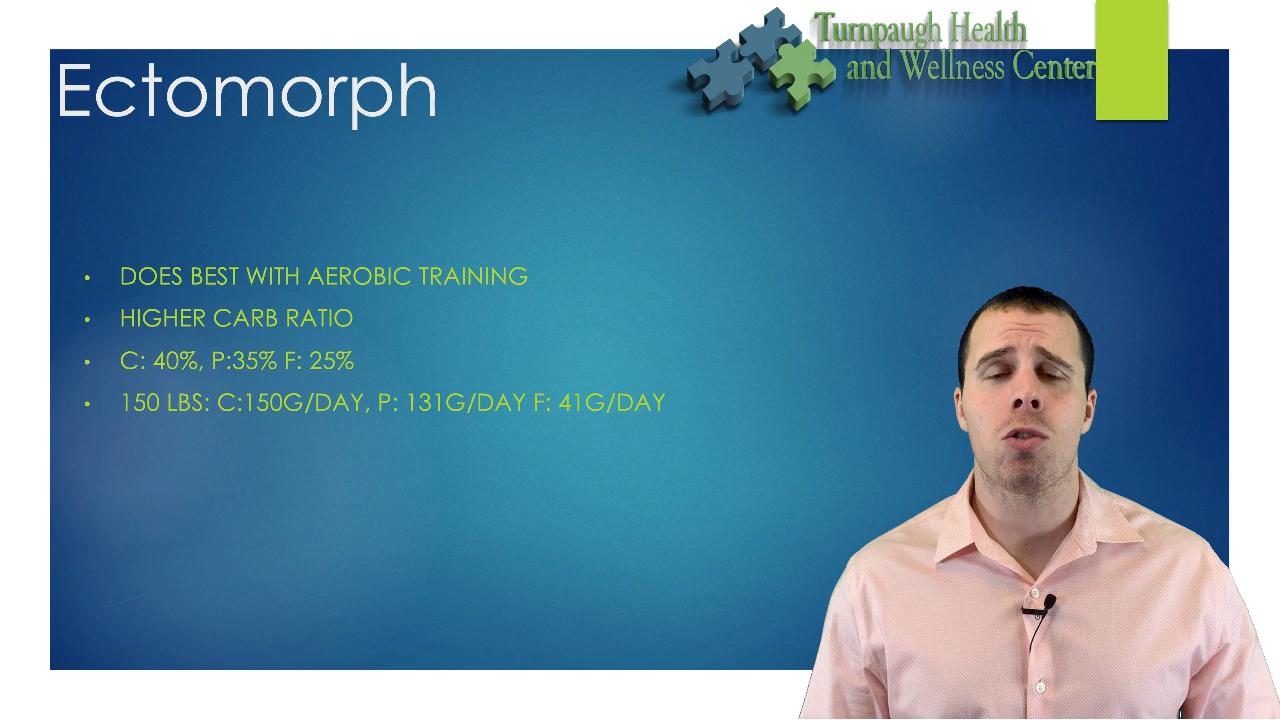 Turnpaugh Health
and Wellness Center
Ectomorph
• DOES BEST WITH AEROBIC TRAINING
• HIGHER CARB RATIO
• C: 40%, P:35% F: 25%
• 150 LBS: C:150G/DAY, P: 131G/DAY F: 41G/DAY